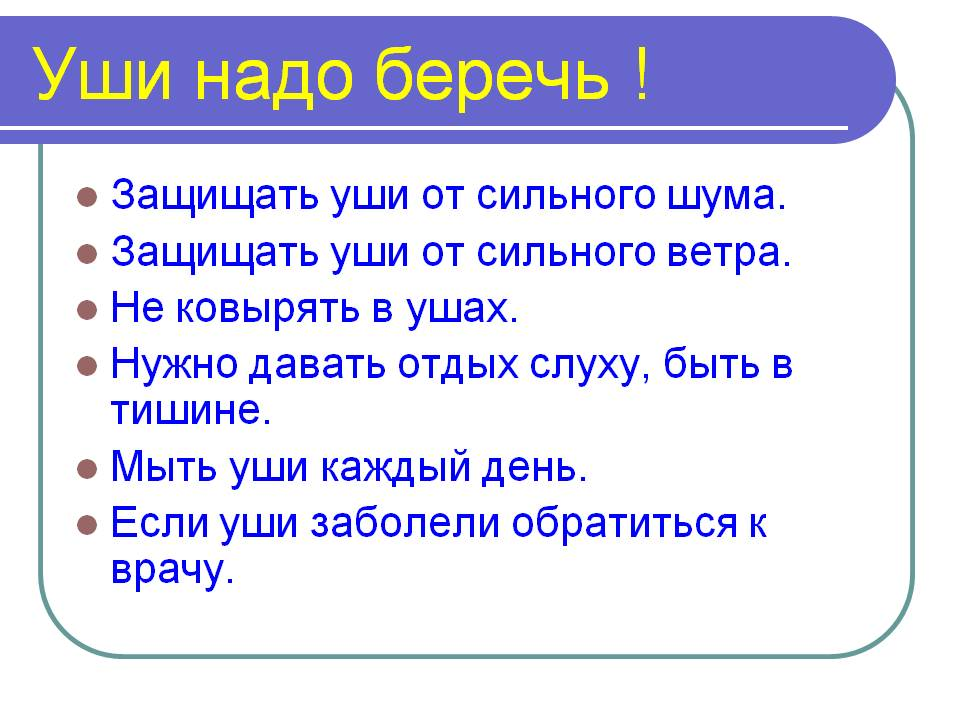 Уши надо беречь !
Защищать уши от сильного шума.
Защищать уши от сильного ветра.
Не ковырять в ушах.
Нужно давать отдых слуху, быть в
тишине.
Мыть уши каждый день.
Если уши заболели обратиться к
врачу.